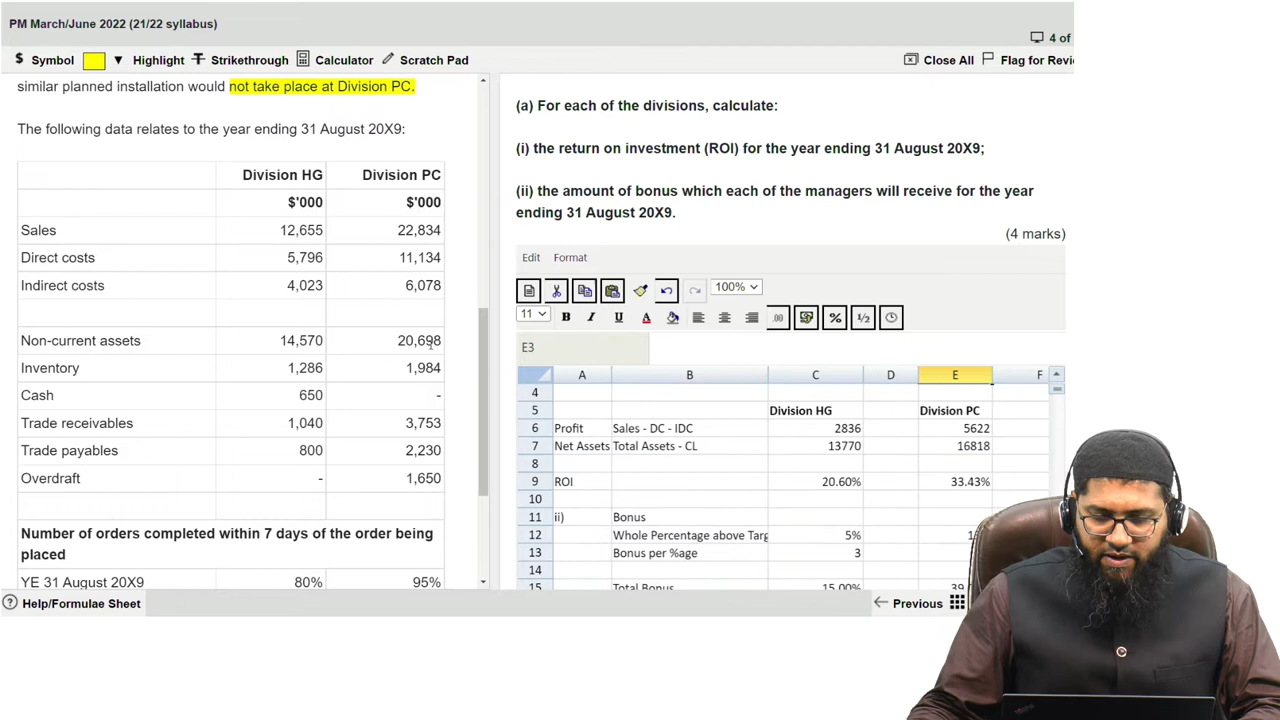 PM March/June 2022 (21/22 syllabus)
4 of
$ Symbol ▼ Highlight T Strikethrough Calculator Scratch Pad Close All Flag for Revi
similar planned installation would not take place at Division PC.
The following data relates to the year ending 31 August 20X9:
Division HG Division PC
$'000 $'000
Sales 12,655 22,834
Direct costs 5,796 11,134
Indirect costs 4,023 6,078
Non-current assets 14,570 20,698
Inventory 1,286 1,984
Cash 650 -
Trade receivables 1,040 3,753
Trade payables 800 2,230
Overdraft - 1,650
Number of orders completed within 7 days of the order being
placed
YE 31 August 20X9 80% 95%
(a) For each of the divisions, calculate:
(i) the return on investment (ROI) for the year ending 31 August 20X9;
(ii) the amount of bonus which each of the managers will receive for the year
ending 31 August 20X9.
(4 marks)
Edit Format
100%
11 B I U A .00 % 1/2
E3
A B C D E F
4
5 Division HG Division PC
6 Profit Sales - DC - IDC 2836 5622
7 Net Assets Total Assets - CL 13770 16818
8
9 ROI 20.60% 33.43%
10
11 ii) Bonus
12 Whole Percentage above Targ 5% 1
13 Bonus per %age 3
14
15 Total Bonus 15.00% 39.
? Help/Formulae Sheet Previous